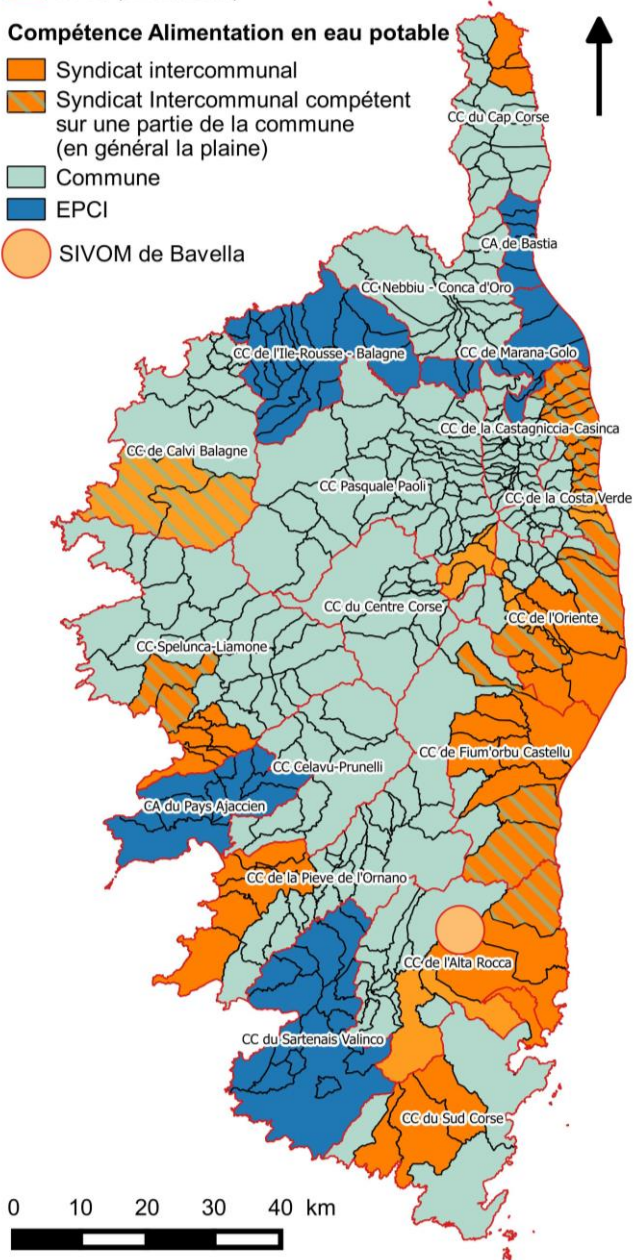 Compétence Alimentation en eau potable
Syndicat intercommunal
Syndicat Intercommunal compétent
sur une partie de la commune
(en général la plaine)
Commune
EPCI
SIVOM de Bavella
CC du Cap Corse
CA de Bastia
CC Nebbiu - Conca d'Oro
CC de l'Ile-Rousse - Balagne
CC de Marana-Golo
CC de la Castagniccia-Casinca
CC de Calvi Balagne
CC Pasquale Paoli
CC de la Costa Verde
CC du Centre Corse
CC de l'Oriente
CC Spelunca-Liamone
CC de Fium'orbu Castellu
CC Celavu-Prunelli
CA du Pays Ajaccien
CC de la Pieve de l'Ornano
CC de l'Alta Rocca
CC du Sartenais Valinco
CC du Sud Corse
0 10 20 30 40 km